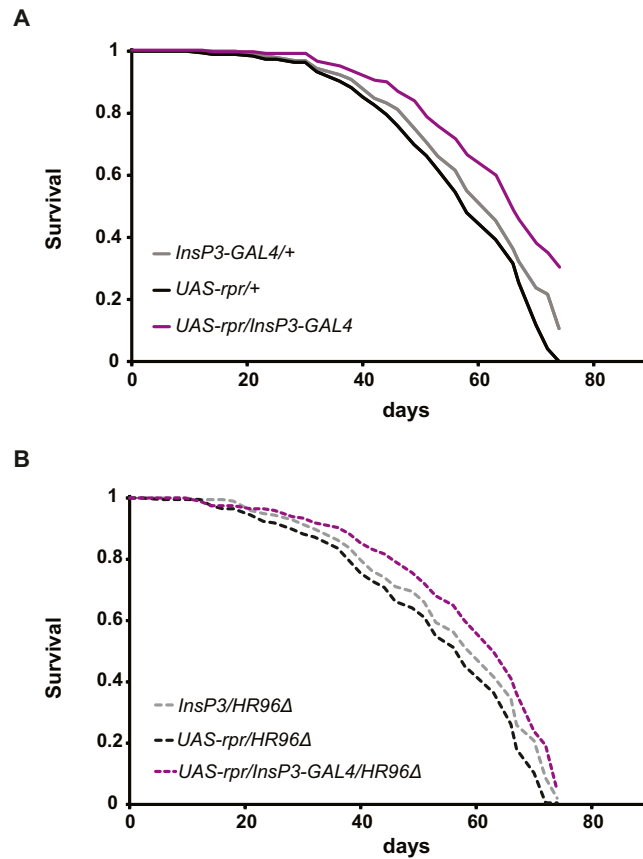 A
1
0.8
0.6
0.4
0.2
0
Survival
InsP3-GAL4/+
UAS-rpr/+
UAS-rpr/InsP3-GAL4
0 20 40 60 80
days
B
1
0.8
0.6
0.4
0.2
0
Survival
InsP3/HR96Δ
UAS-rpr/HR96Δ
UAS-rpr/InsP3-GAL4/HR96Δ
0 20 40 60 80
days